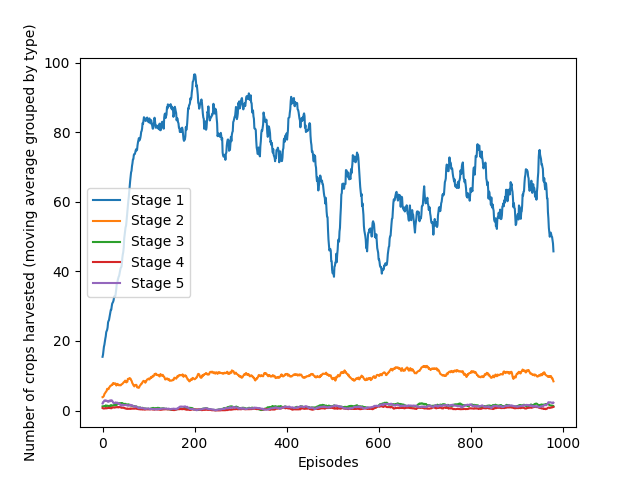 Number of crops harvested (moving average grouped by type)
100
80
60
40
20
0
Stage 1
Stage 2
Stage 3
Stage 4
Stage 5
0 200 400 600 800 1000
Episodes